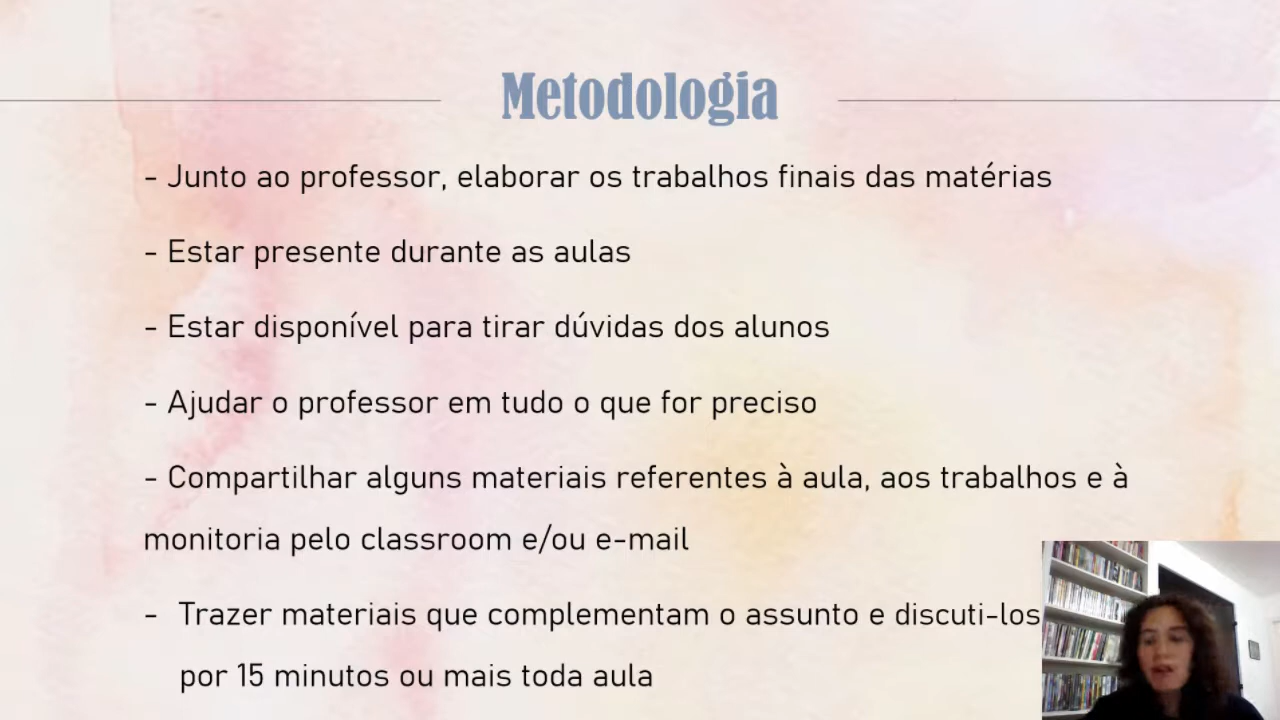 Metodologia
- Junto ao professor, elaborar os trabalhos finais das matérias
- Estar presente durante as aulas
- Estar disponível para tirar dúvidas dos alunos
- Ajudar o professor em tudo o que for preciso
- Compartilhar alguns materiais referentes à aula, aos trabalhos e à
monitoria pelo classroom e/ou e-mail
- Trazer materiais que complementam o assunto e discuti-los
por 15 minutos ou mais toda aula